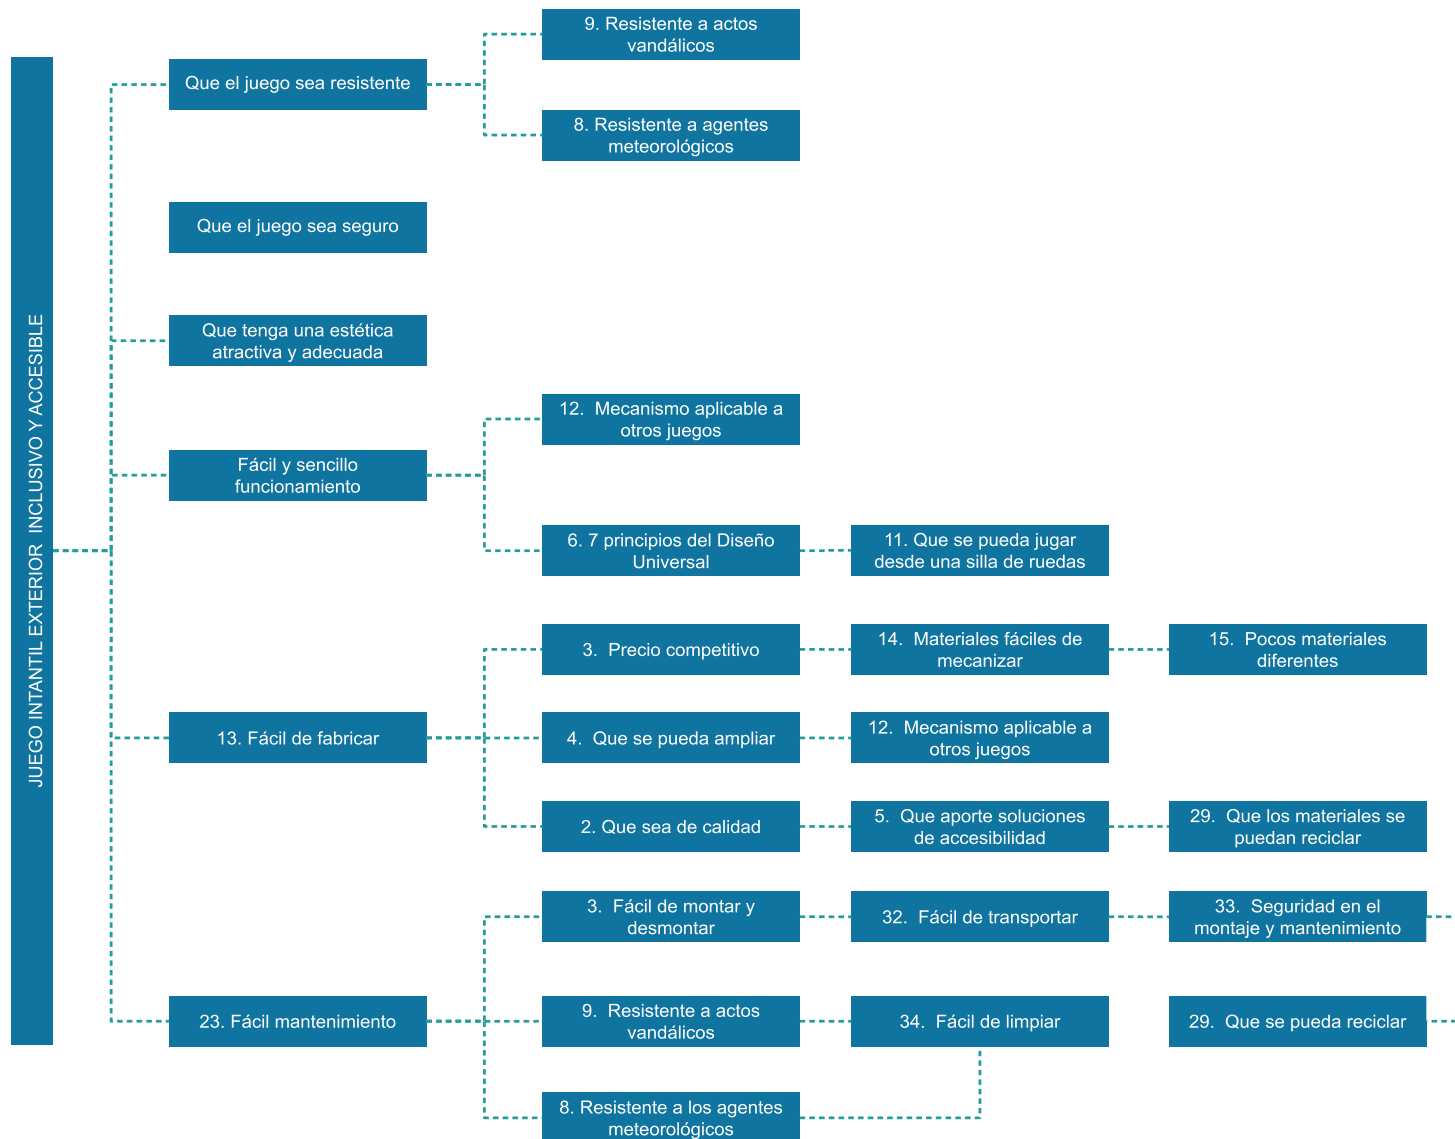 JUEGO INTANTIL EXTERIOR  INCLUSIVO Y ACCESIBLE
Que el juego sea resistente
9. Resistente a actos
vandálicos
8. Resistente a agentes
meteorológicos
Que el juego sea seguro
Que tenga una estética
atractiva y adecuada
Fácil y sencillo
funcionamiento
12.  Mecanismo aplicable a
otros juegos
6. 7 principios del Diseño
Universal
11. Que se pueda jugar
desde una silla de ruedas
13. Fácil de fabricar
3.  Precio competitivo
14.  Materiales fáciles de
mecanizar
15.  Pocos materiales
diferentes
4.  Que se pueda ampliar
12.  Mecanismo aplicable a
otros juegos
2. Que sea de calidad
5.  Que aporte soluciones
de accesibilidad
29.  Que los materiales se
puedan reciclar
23. Fácil mantenimiento
3.  Fácil de montar y
desmontar
32.  Fácil de transportar
33.  Seguridad en el
montaje y mantenimiento
9.  Resistente a actos
vandálicos
34.  Fácil de limpiar
29.  Que se pueda reciclar
8. Resistente a los agentes
meteorológicos